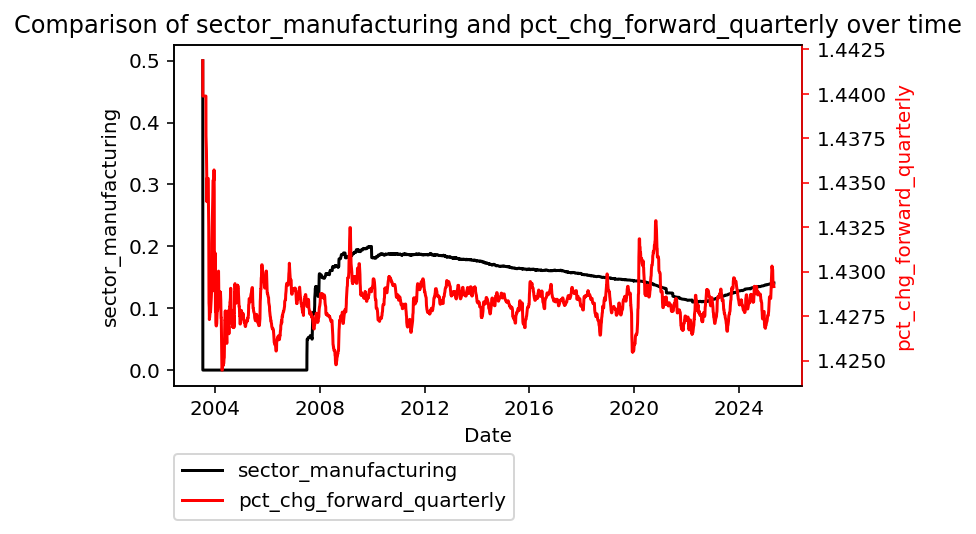 Comparison of sector_manufacturing and pct_chg_forward_quarterly over time
0.5
0.4
0.3
0.2
0.1
0.0
sector_manufacturing
1.4425
1.4400
1.4375
1.4350
1.4325
1.4300
1.4275
1.4250
pct_chg_forward_quarterly
2004 2008 2012 2016 2020 2024
Date
sector_manufacturing
pct_chg_forward_quarterly